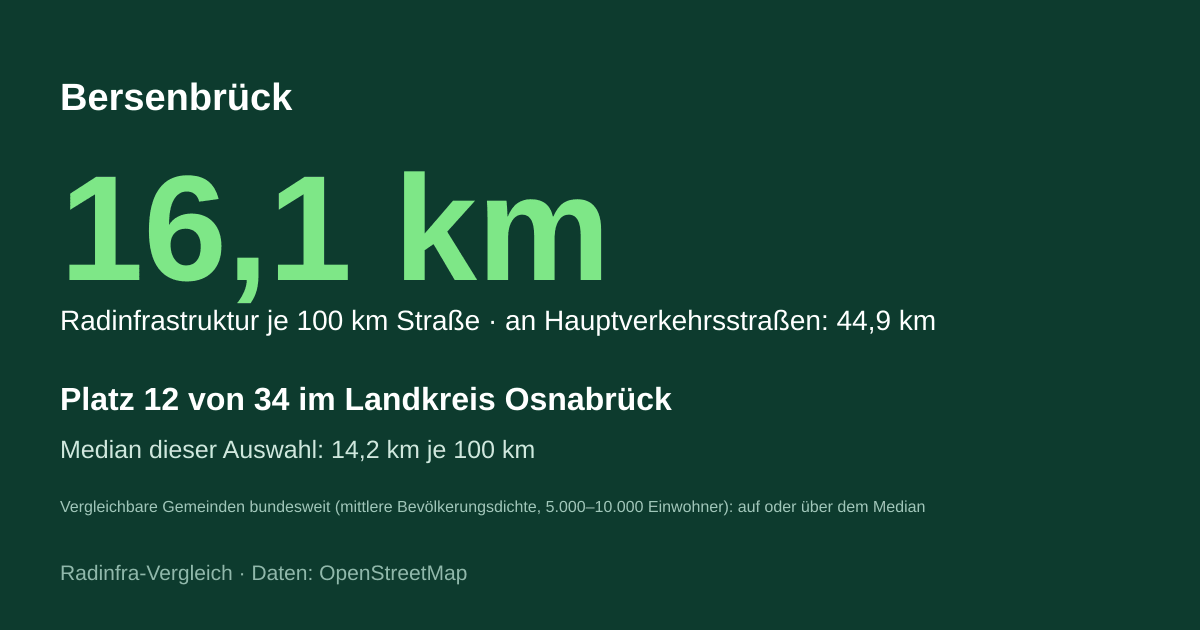 Bersenbrück
16,1 km
Radinfrastruktur je 100 km Straße · an Hauptverkehrsstraßen: 44,9 km
Platz 12 von 34 im Landkreis Osnabrück
Median dieser Auswahl: 14,2 km je 100 km
Vergleichbare Gemeinden bundesweit (mittlere Bevölkerungsdichte, 5.000–10.000 Einwohner): auf oder über dem Median
Radinfra-Vergleich · Daten: OpenStreetMap